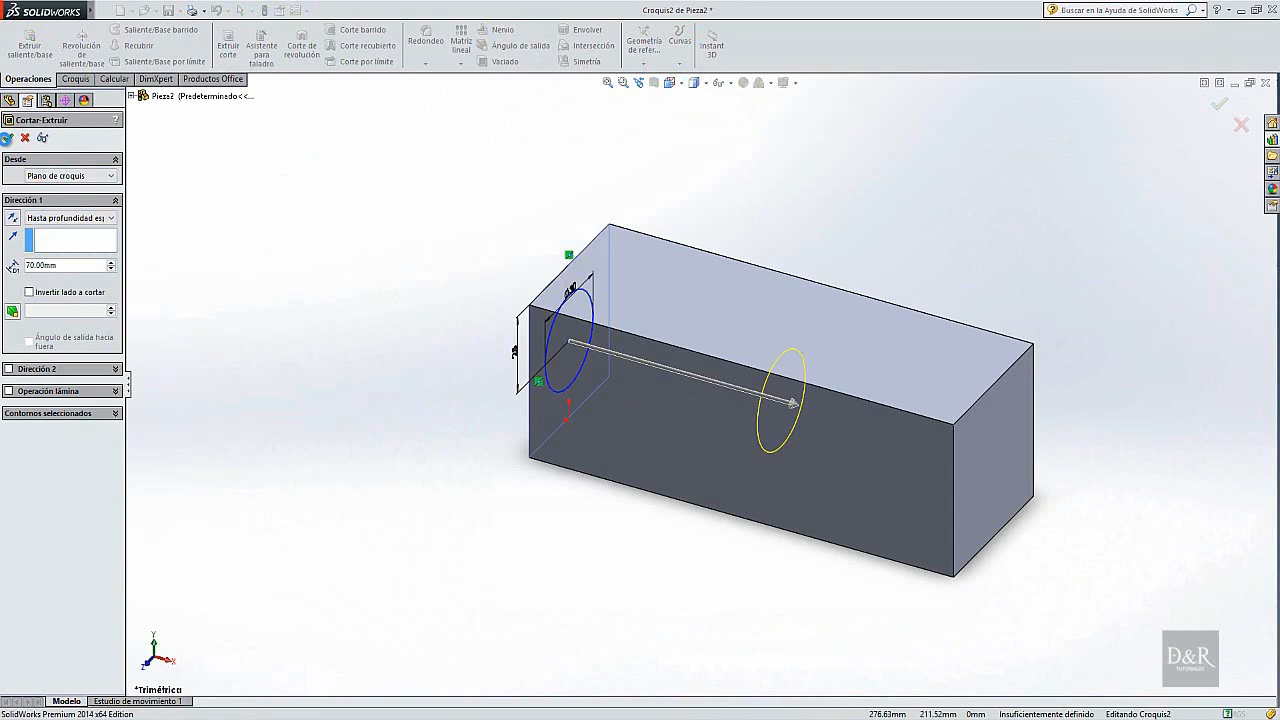 SOLIDWORKS
Croquis2 de Pieza2 *
Buscar en la Ayuda de SolidWorks
Extruir saliente/base
Revolución de saliente/base
Saliente/Base barrido
Recubrir
Saliente/Base por límite
Extruir corte
Asistente para taladro
Corte de revolución
Corte barrido
Corte recubierto
Corte por límite
Redondeo
Matriz lineal
Nervio
Ángulo de salida
Vaciado
Envolver
Intersección
Simetría
Geometría de refer...
Curvas
Instant 3D
Operaciones
Croquis
Calcular
DimXpert
Productos Office
Pieza2 (Predeterminado<<...
Cortar-Extruir
?
Desde
Plano de croquis
Dirección 1
Hasta profundidad esp
70.00mm
Invertir lado a cortar
Ángulo de salida hacia
fuera
Dirección 2
Operación lámina
Contornos seleccionados
Y
X
Z
*Trimétrica
D&R
TUTORIALES
Modelo
Estudio de movimiento 1
SolidWorks Premium 2014 x64 Edition
276.63mm
211.52mm
0mm
Insuficientemente definido
Editando Croquis2